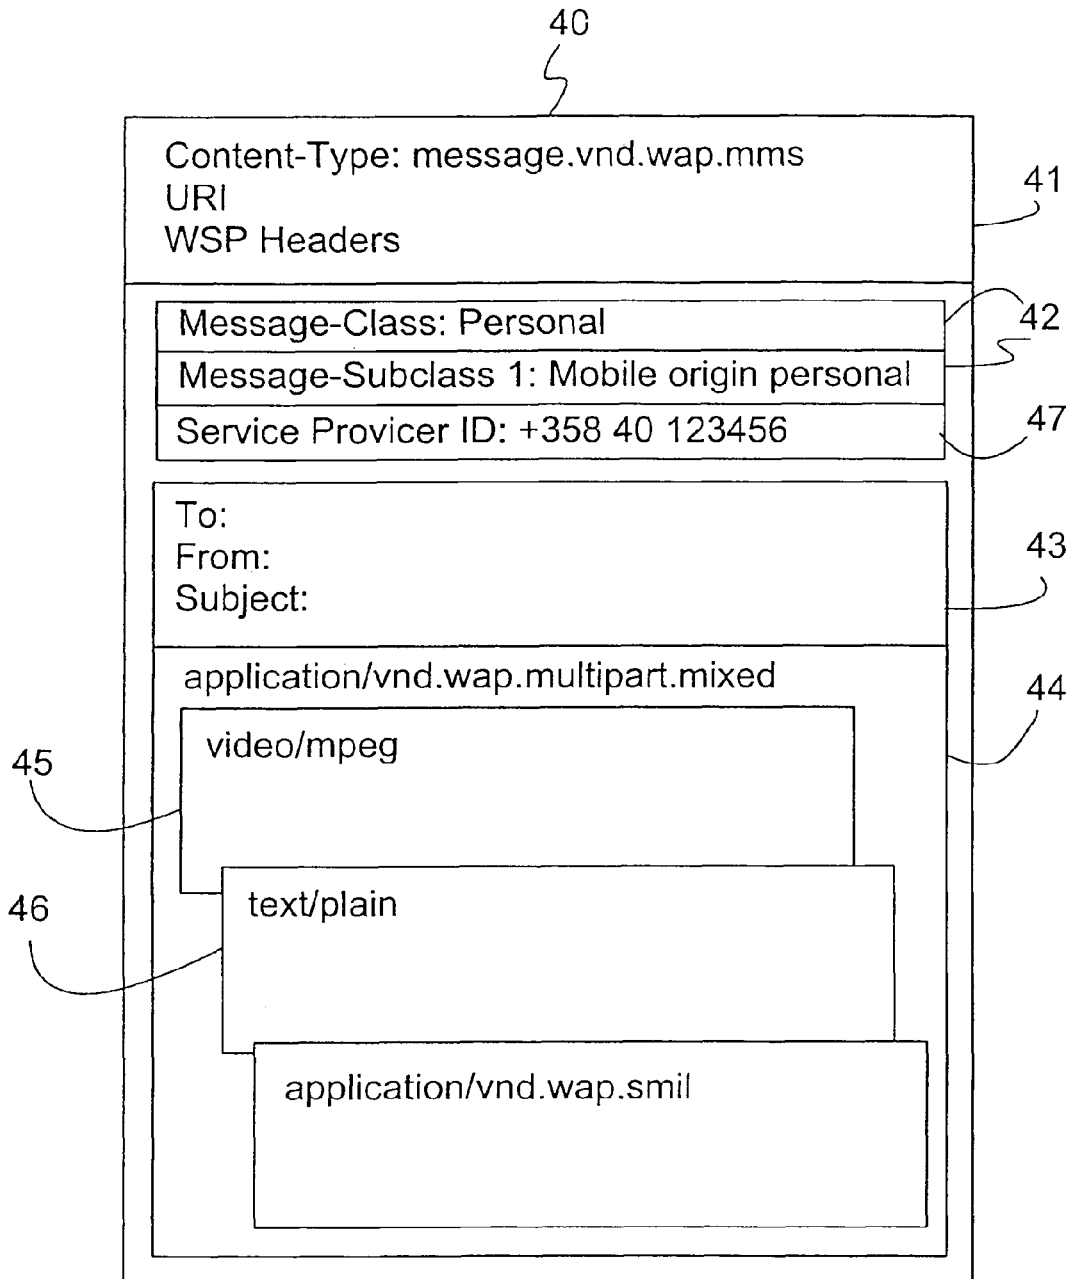 40
Content-Type: message.vnd.wap.mms
URI
WSP Headers
41
Message-Class: Personal
Message-Subclass 1: Mobile origin personal
42
Service Provicer ID: +358 40 123456
47
To:
From:
Subject:
43
application/vnd.wap.multipart.mixed
44
video/mpeg
45
text/plain
46
application/vnd.wap.smil